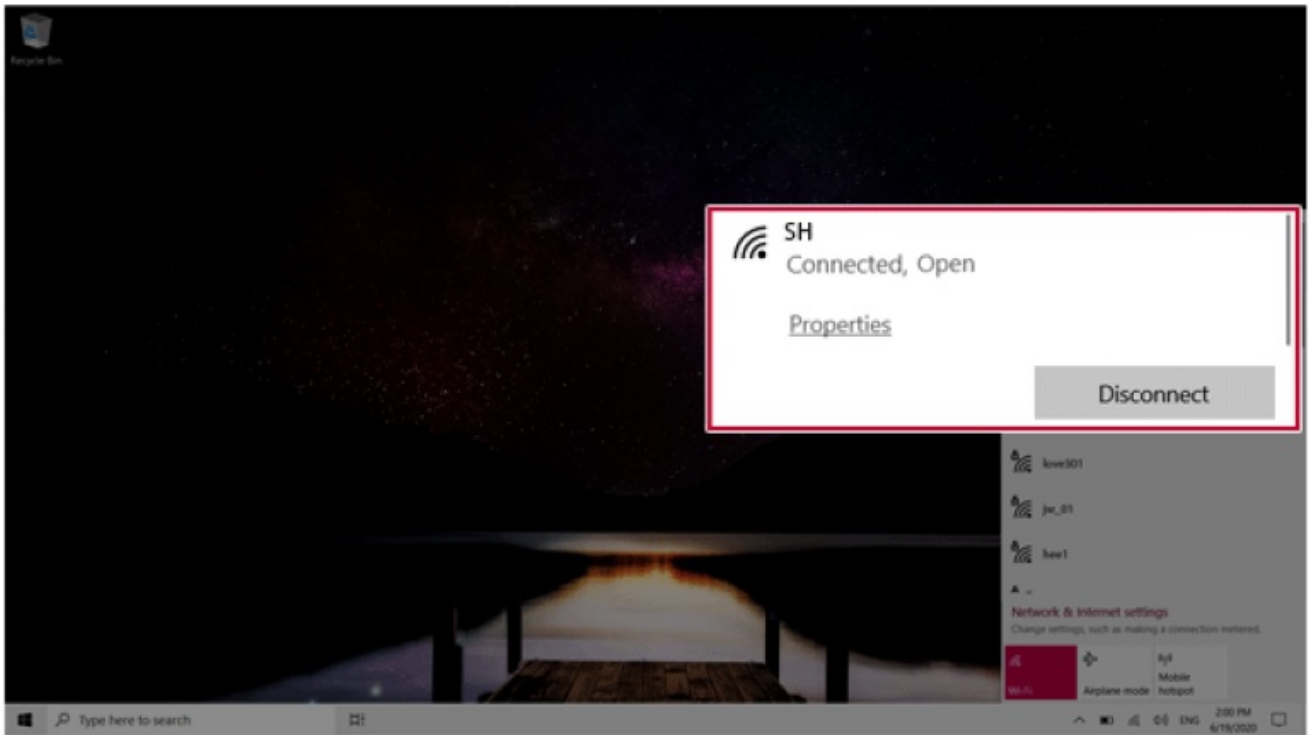 Recycle Bin
SH
Connected, Open
Properties
Disconnect
love301
jw_01
hee1
Network & Internet settings
Change settings, such as making a connection metered.
Wi-Fi
Airplane mode
Mobile
hotspot
Type here to search
ENG
2:00 PM
6/19/2020